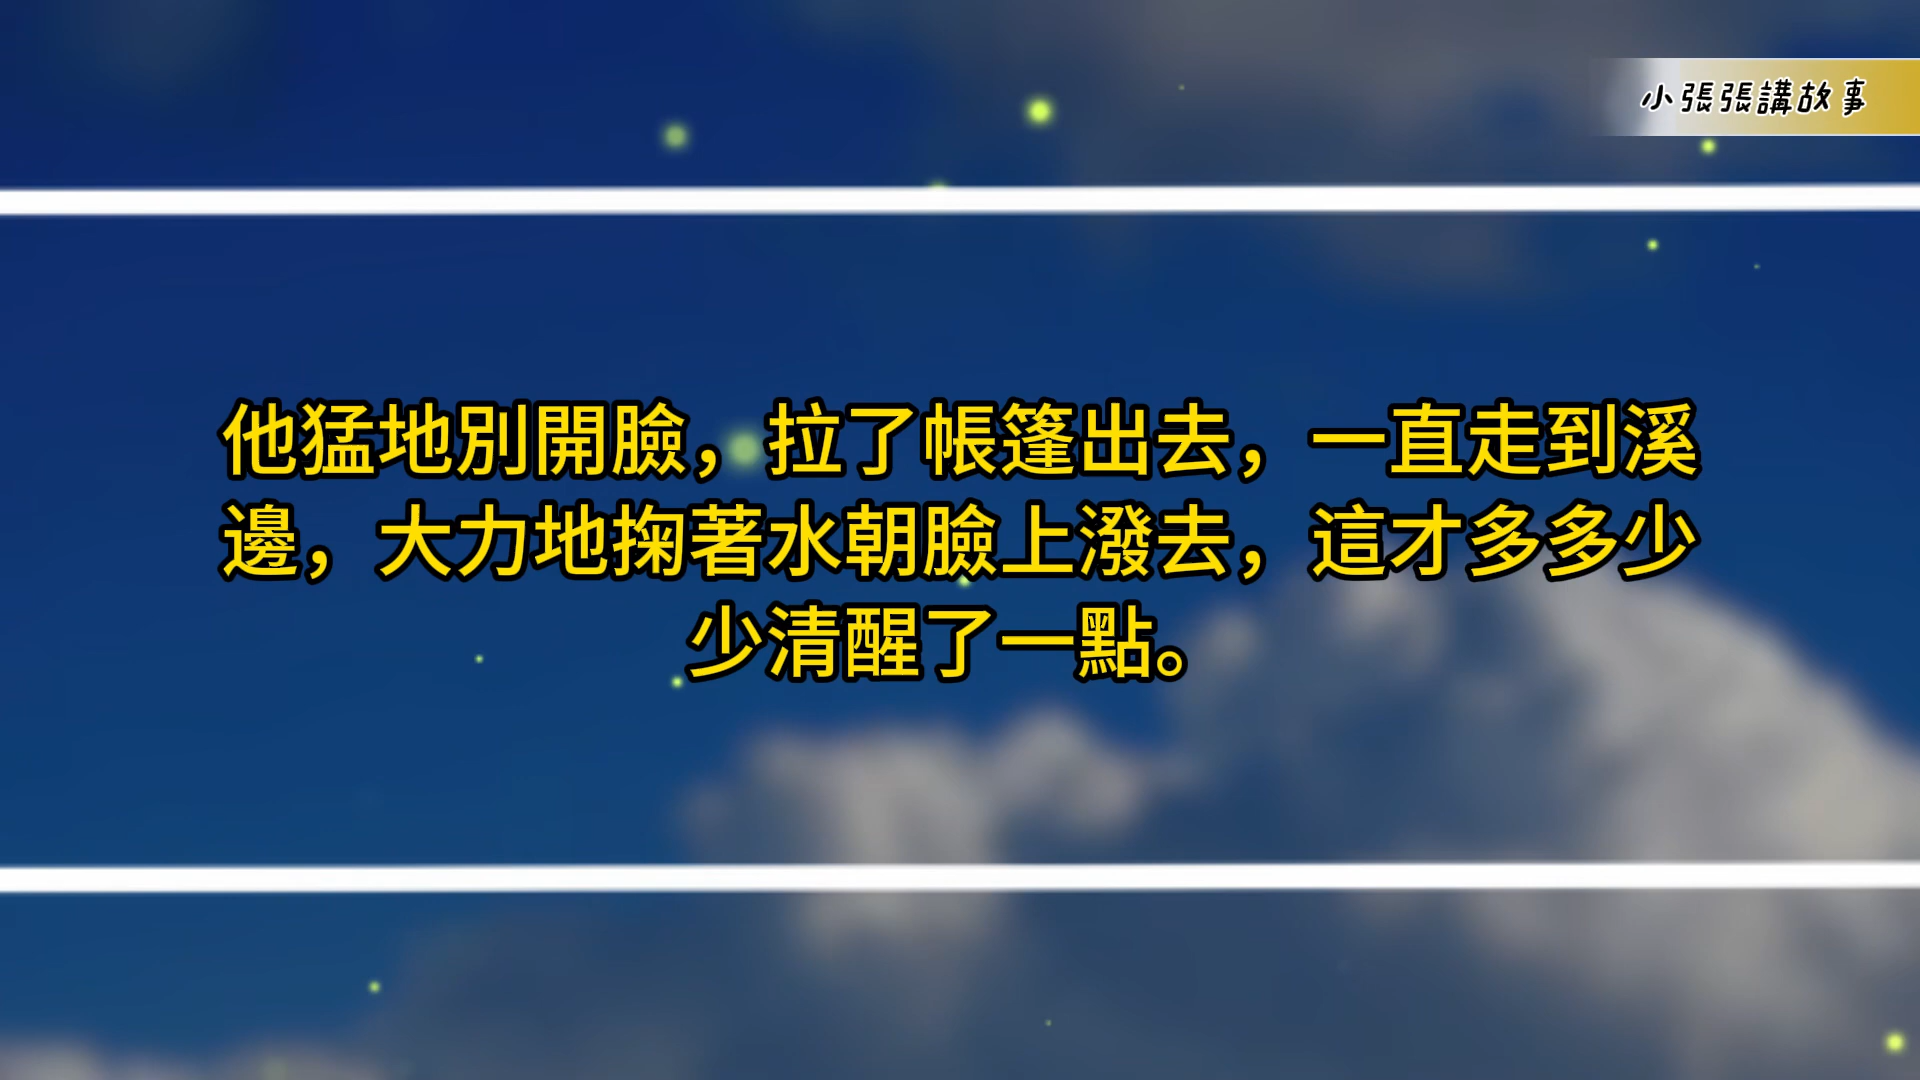 小張張講故事
他猛地別開臉，拉了帳篷出去，一直走到溪
邊，大力地掬著水朝臉上潑去，這才多多少
少清醒了一點。